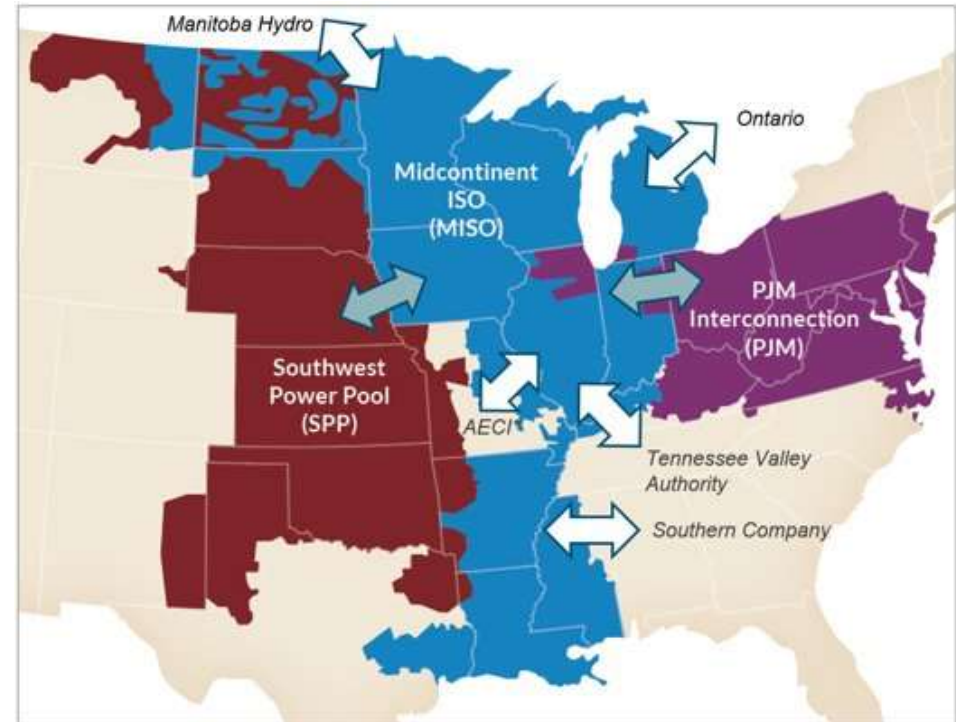 Manitoba Hydro
Ontario
Midcontinent
ISO
(MISO)
PJM
Interconnection
(PJM)
Southwest
Power Pool
(SPP)
AECI
Tennessee Valley
Authority
Southern Company